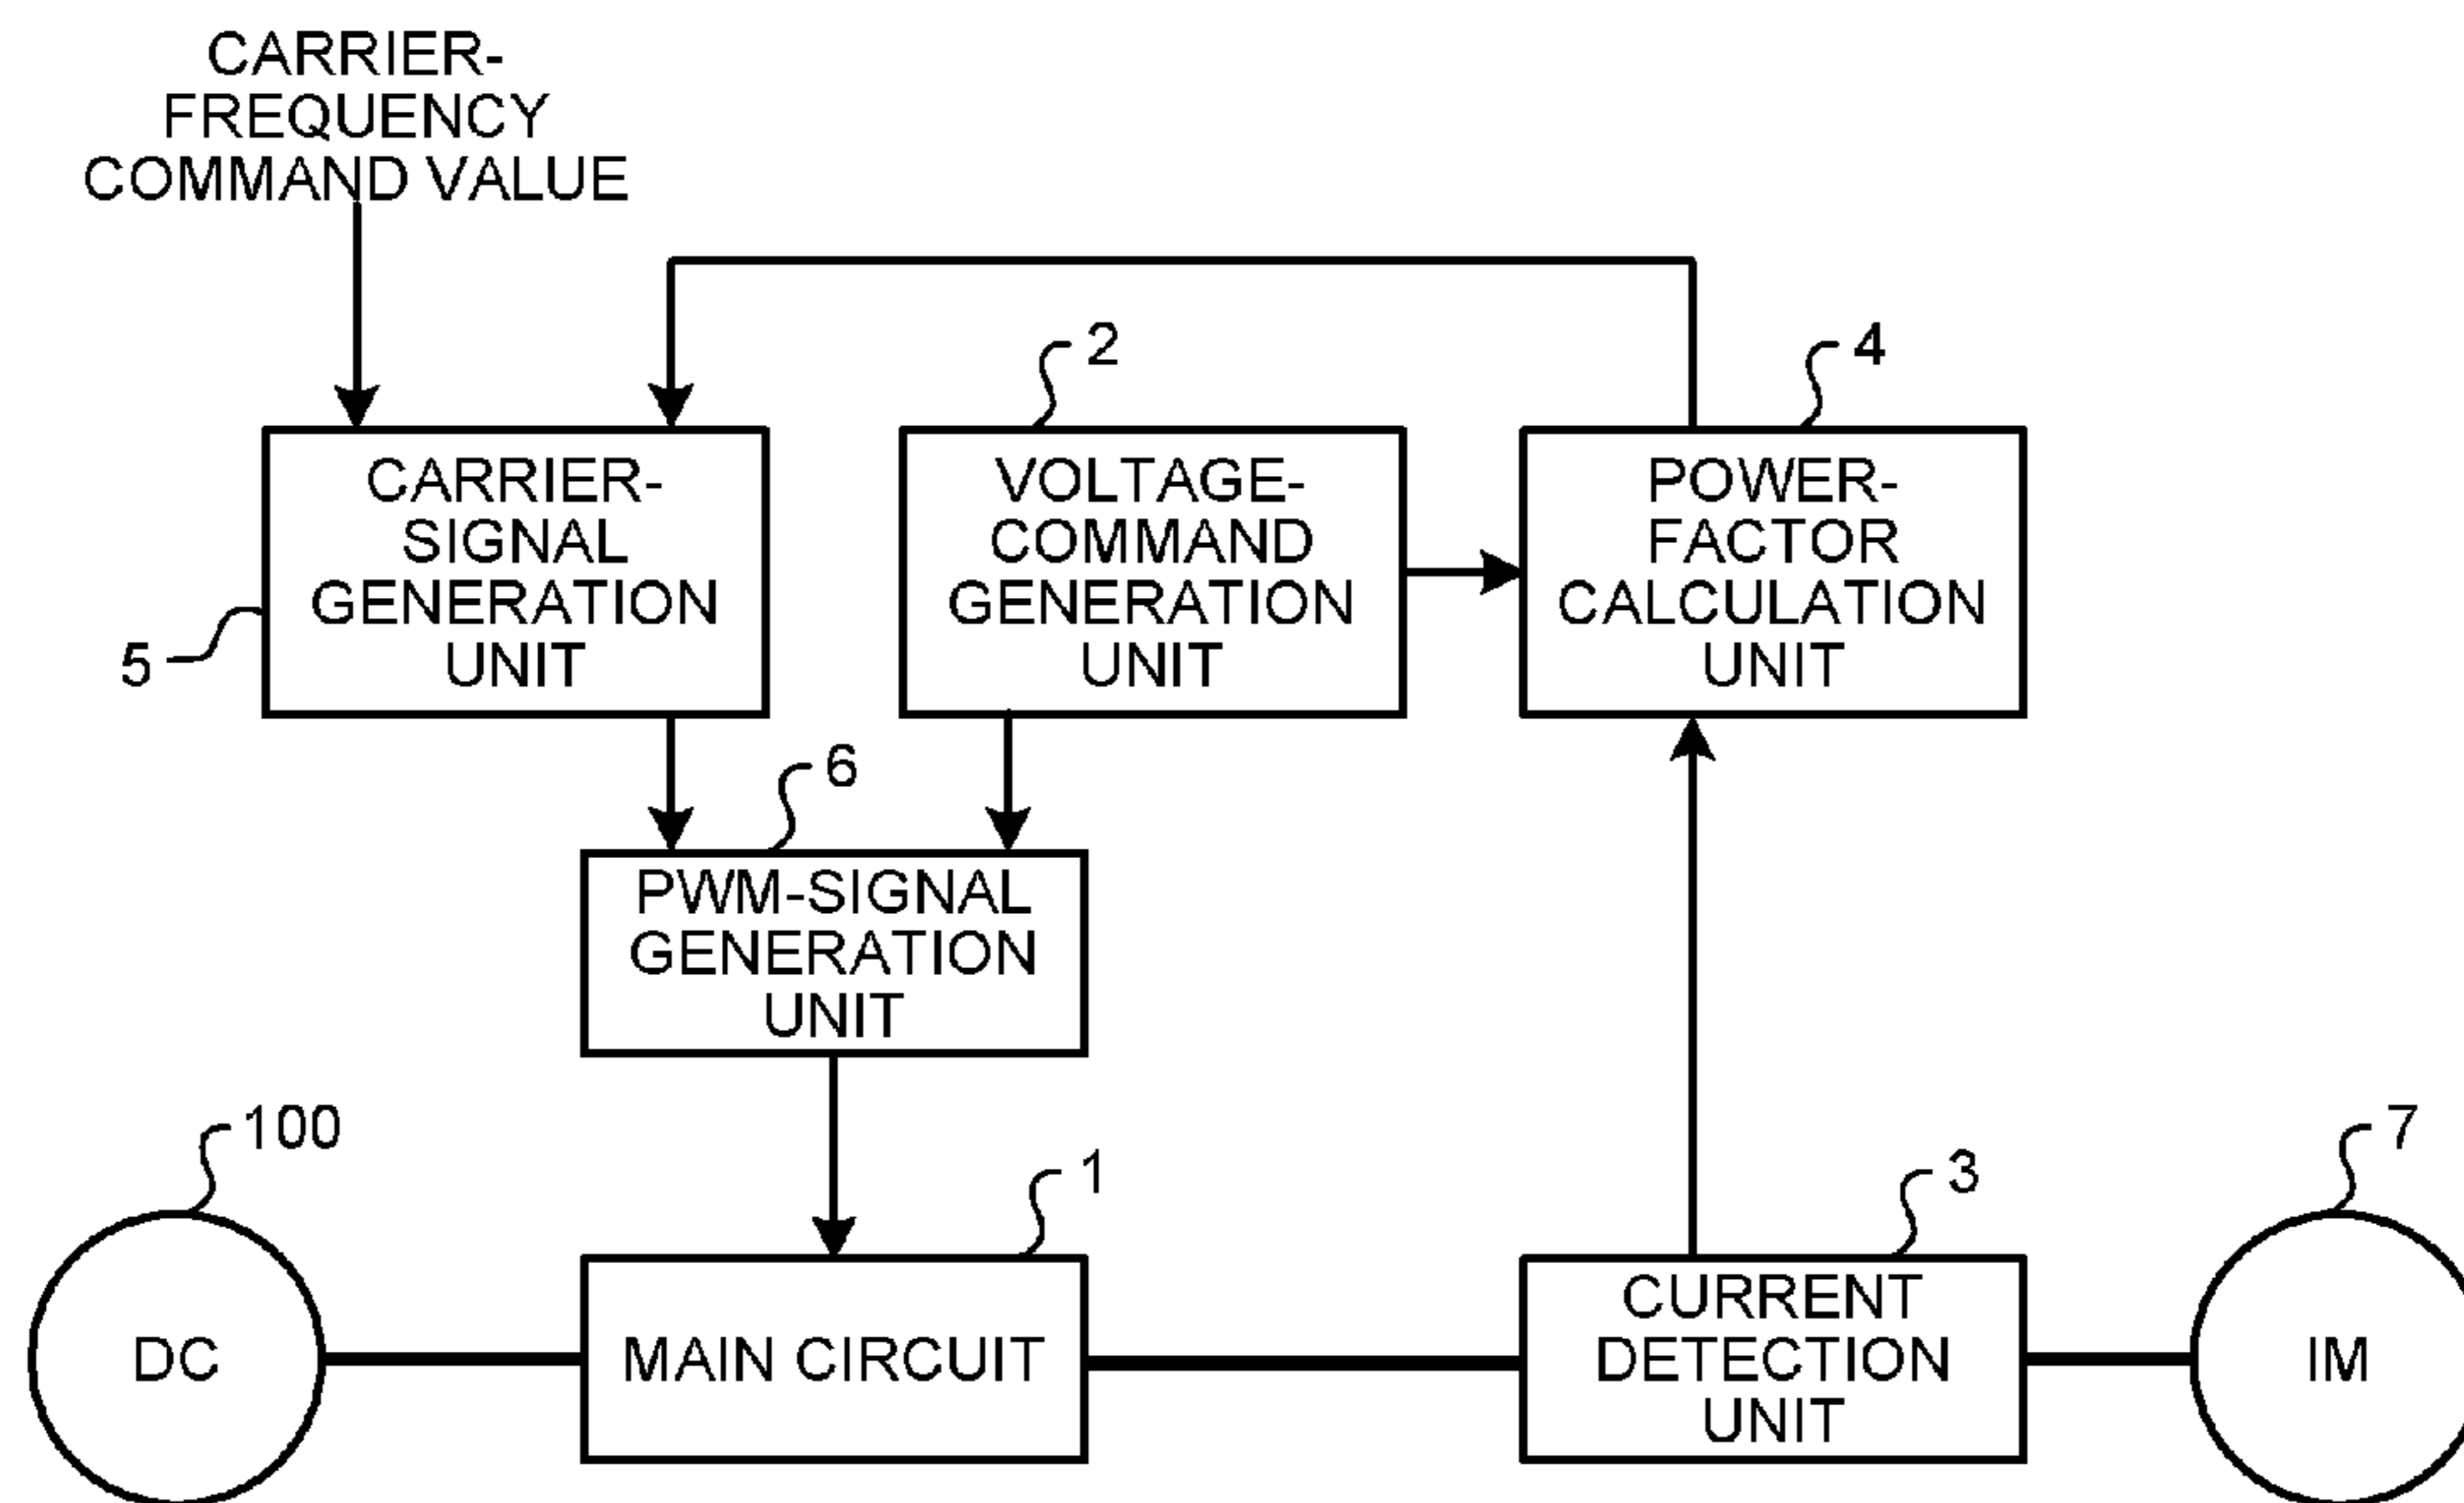 CARRIER-
FREQUENCY
COMMAND VALUE
2
4
CARRIER-
SIGNAL
GENERATION
UNIT
5
VOLTAGE-
COMMAND
GENERATION
UNIT
POWER-
FACTOR
CALCULATION
UNIT
6
PWM-SIGNAL
GENERATION
UNIT
100
1
3
7
DC
MAIN CIRCUIT
CURRENT
DETECTION
UNIT
IM